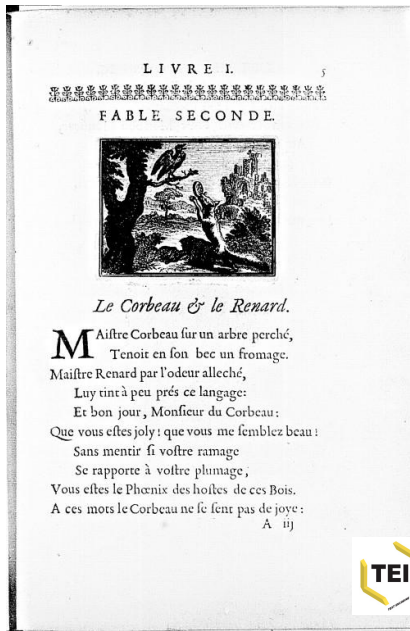 LIVRE I. 5
FABLE SECONDE.
Le Corbeau & le Renard.
MAiſtre Corbeau ſur un arbre perché,
Tenoit en ſon bec un fromage.
Maiſtre Renard par l'odeur alleché,
Luy tint à peu prés ce langage:
Et bon jour, Monſieur du Corbeau:
Que vous eſtes joly! que vous me ſemblez beau!
Sans mentir ſi voſtre ramage
Se rapporte à voſtre plumage,
Vous eſtes le Phœnix des hoſtes de ces Bois.
A ces mots le Corbeau ne ſe ſent pas de joye:
A iij
TEI